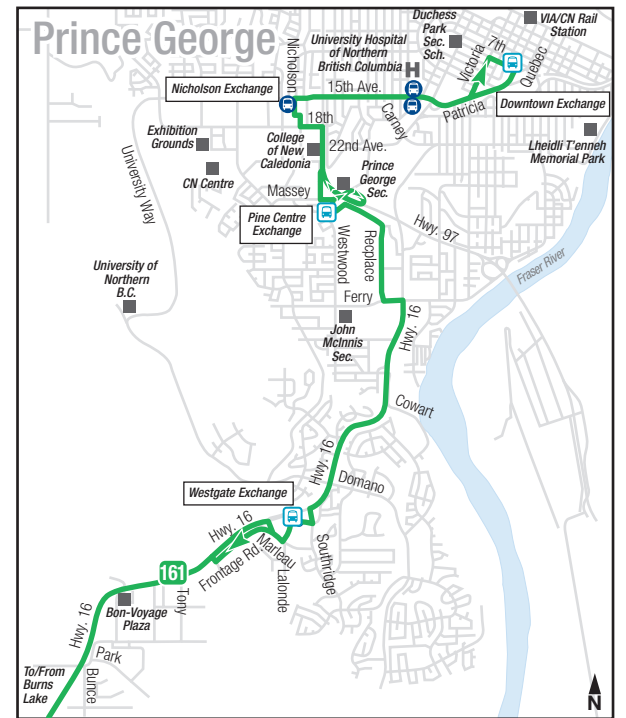 Prince George
Duchess
Park
Sec.
Sch.
VIA/CN Rail
Station
University Hospital
of Northern
British Columbia
H
Nicholson
Victoria
7th
Quebec
Nicholson Exchange
15th Ave.
Carney
Patricia
Downtown Exchange
18th
Exhibition
Grounds
College
of New
Caledonia
22nd Ave.
Lheidli T'enneh
Memorial Park
CN Centre
University Way
Massey
Prince
George
Sec.
Pine Centre
Exchange
Westwood
Recplace
Hwy. 97
Fraser River
University of
Northern
B.C.
Ferry
Hwy. 16
John
McInnis
Sec.
Cowart
Hwy. 16
Domano
Westgate Exchange
Hwy. 16
Frontage Rd.
Marleau
Lalonde
Southridge
161
Tony
Bon-Voyage
Plaza
Hwy. 16
Park
Bunce
To/From
Burns
Lake
N